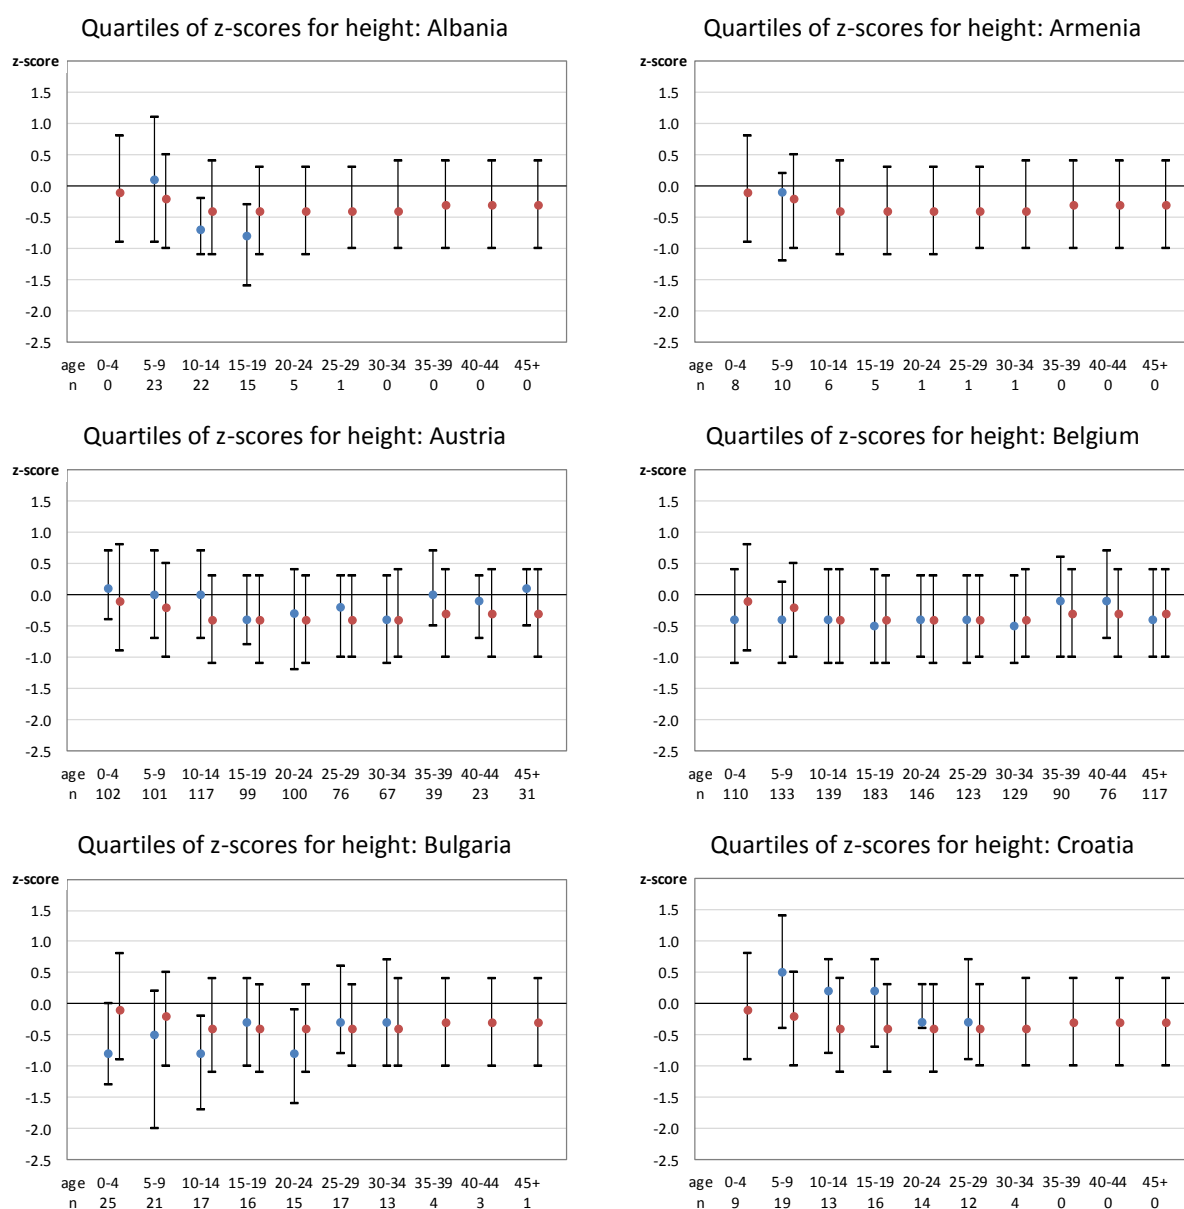 Quartiles of z-scores for height: Albania
z-score
1.5
1.0
0.5
0.0
-0.5
-1.0
-1.5
-2.0
-2.5
age 0-4 5-9 10-14 15-19 20-24 25-29 30-34 35-39 40-44 45+
n 0 23 22 15 5 1 0 0 0 0
Quartiles of z-scores for height: Armenia
z-score
1.5
1.0
0.5
0.0
-0.5
-1.0
-1.5
-2.0
-2.5
age 0-4 5-9 10-14 15-19 20-24 25-29 30-34 35-39 40-44 45+
n 8 10 6 5 1 1 1 0 0 0
Quartiles of z-scores for height: Austria
z-score
1.5
1.0
0.5
0.0
-0.5
-1.0
-1.5
-2.0
-2.5
age 0-4 5-9 10-14 15-19 20-24 25-29 30-34 35-39 40-44 45+
n 102 101 117 99 100 76 67 39 23 31
Quartiles of z-scores for height: Belgium
z-score
1.5
1.0
0.5
0.0
-0.5
-1.0
-1.5
-2.0
-2.5
age 0-4 5-9 10-14 15-19 20-24 25-29 30-34 35-39 40-44 45+
n 110 133 139 183 146 123 129 90 76 117
Quartiles of z-scores for height: Bulgaria
z-score
1.5
1.0
0.5
0.0
-0.5
-1.0
-1.5
-2.0
-2.5
age 0-4 5-9 10-14 15-19 20-24 25-29 30-34 35-39 40-44 45+
n 25 21 17 16 15 17 13 4 3 1
Quartiles of z-scores for height: Croatia
z-score
1.5
1.0
0.5
0.0
-0.5
-1.0
-1.5
-2.0
-2.5
age 0-4 5-9 10-14 15-19 20-24 25-29 30-34 35-39 40-44 45+
n 9 19 13 16 14 12 4 0 0 0